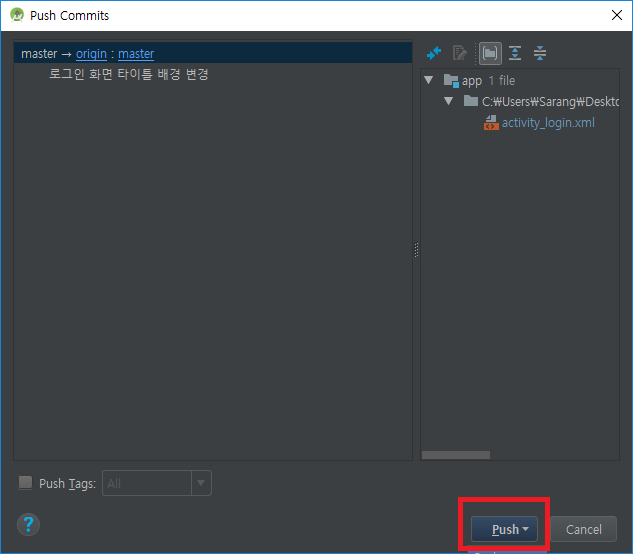 Push Commits
master → origin : master
로그인 화면 타이틀 배경 변경
app 1 file
C:₩Users₩Sarang₩Deskto
activity_login.xml
Push Tags: All
? Push Cancel